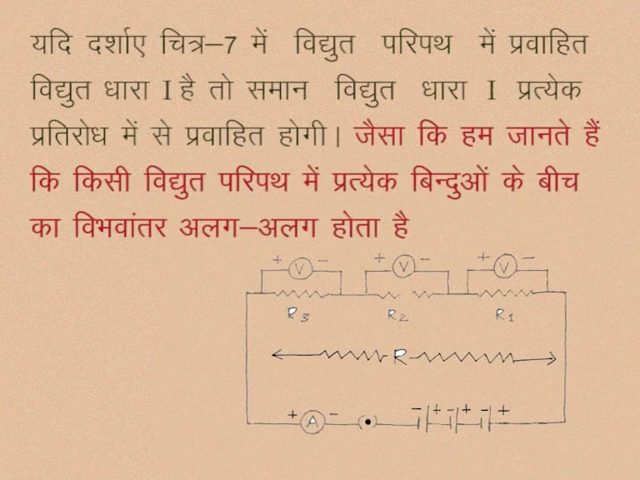 यदि दर्शाए चित्र–7 में विद्युत परिपथ में प्रवाहित
विद्युत धारा I है तो समान विद्युत धारा I प्रत्येक
प्रतिरोध में से प्रवाहित होगी। जैसा कि हम जानते हैं
कि किसी विद्युत परिपथ में प्रत्येक बिन्दुओं के बीच
का विभवांतर अलग–अलग होता है
+ V - + V - + V -
R3 R2 R1
R
+ A - - + - + - +